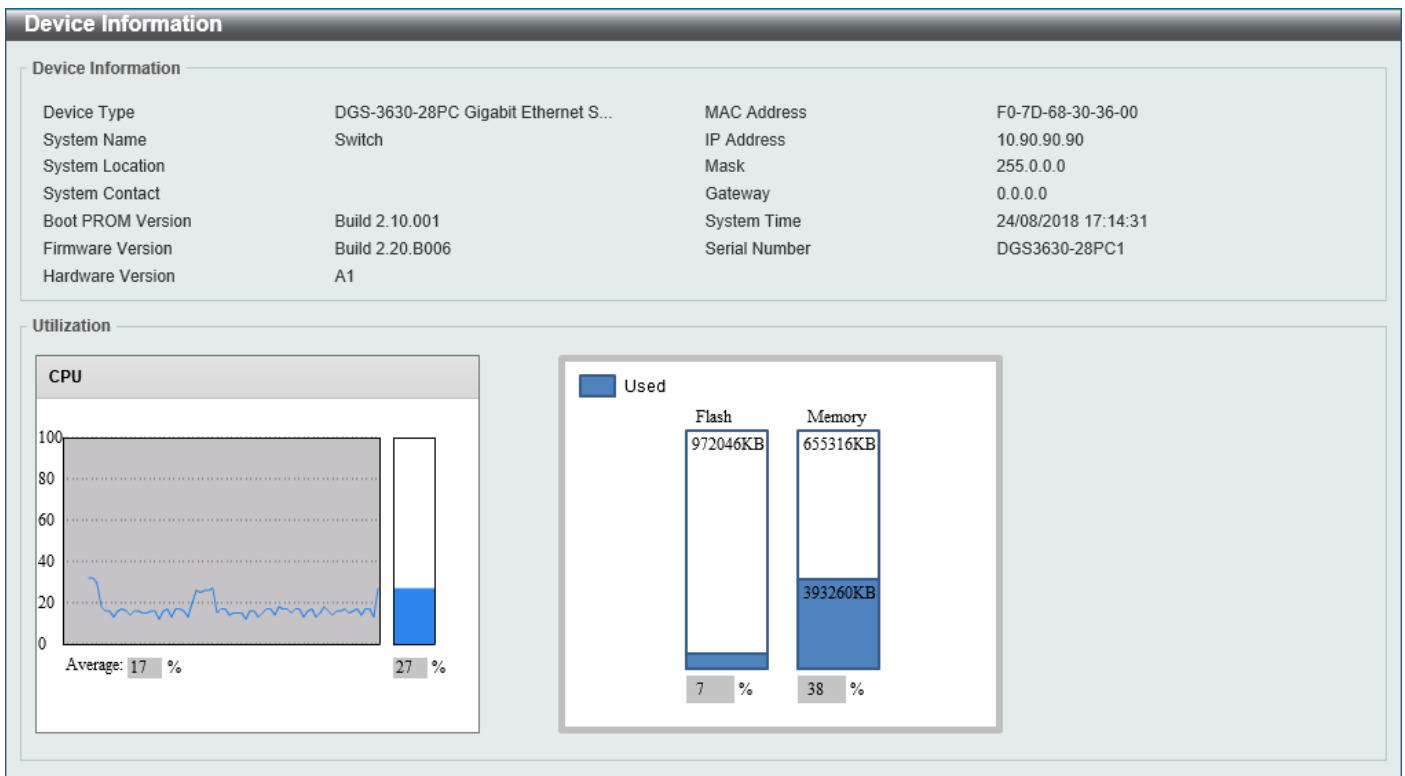 Device Information
Device Information
Device Type DGS-3630-28PC Gigabit Ethernet S... MAC Address F0-7D-68-30-36-00
System Name Switch IP Address 10.90.90.90
System Location Mask 255.0.0.0
System Contact Gateway 0.0.0.0
Boot PROM Version Build 2.10.001 System Time 24/08/2018 17:14:31
Firmware Version Build 2.20.B006 Serial Number DGS3630-28PC1
Hardware Version A1
Utilization
CPU
100
80
60
40
20
0
Average: 17 % 27 %
Used
Flash Memory
972046KB 655316KB
393260KB
7 % 38 %